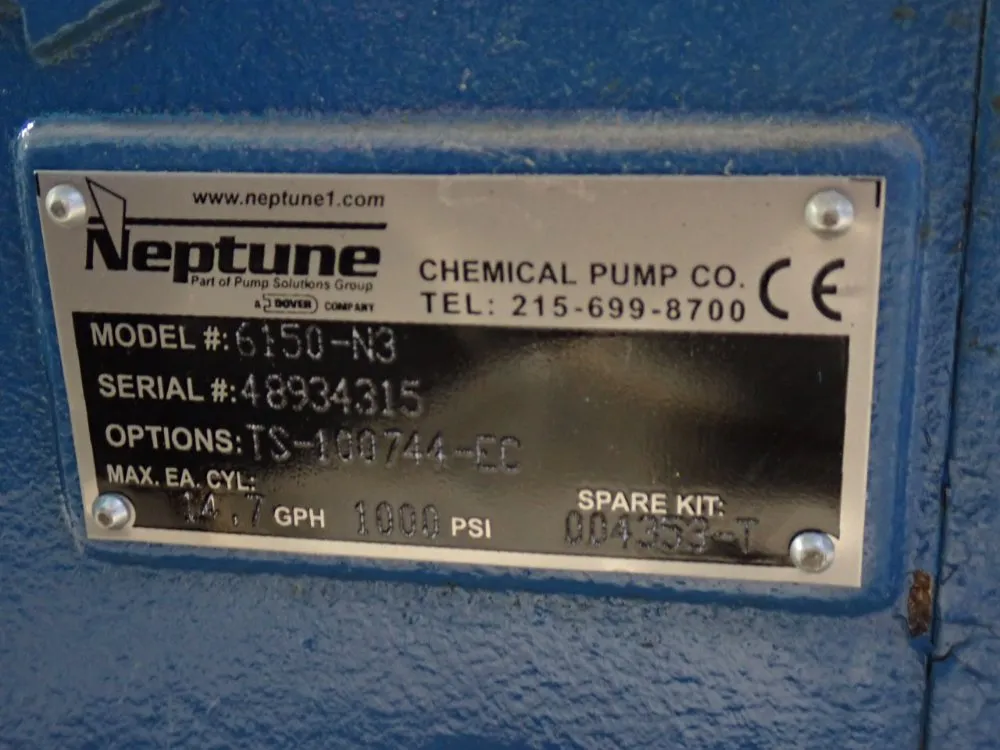 www.neptune1.com
Neptune
Part of Pump Solutions Group
A DOVER COMPANY
CHEMICAL PUMP CO.
TEL: 215-699-8700
CE
MODEL #: 6150-N3
SERIAL #: 48934315
OPTIONS: TS-100744-EC
MAX. EA. CYL:
14.7 GPH 1000 PSI
SPARE KIT:
004353-T